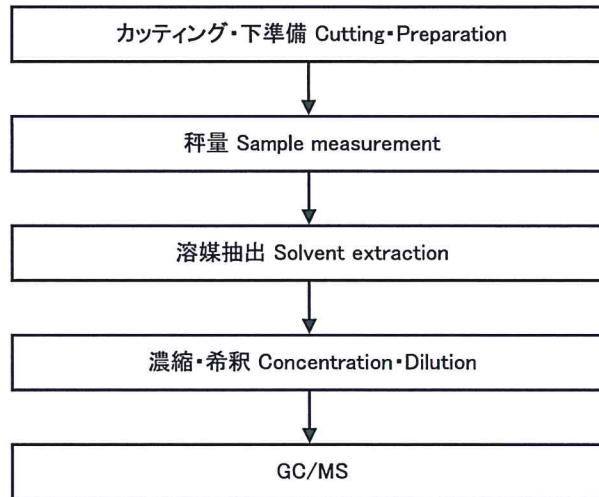 カッティング・下準備 Cutting・Preparation
秤量 Sample measurement
溶媒抽出 Solvent extraction
濃縮・希釈 Concentration・Dilution
GC/MS